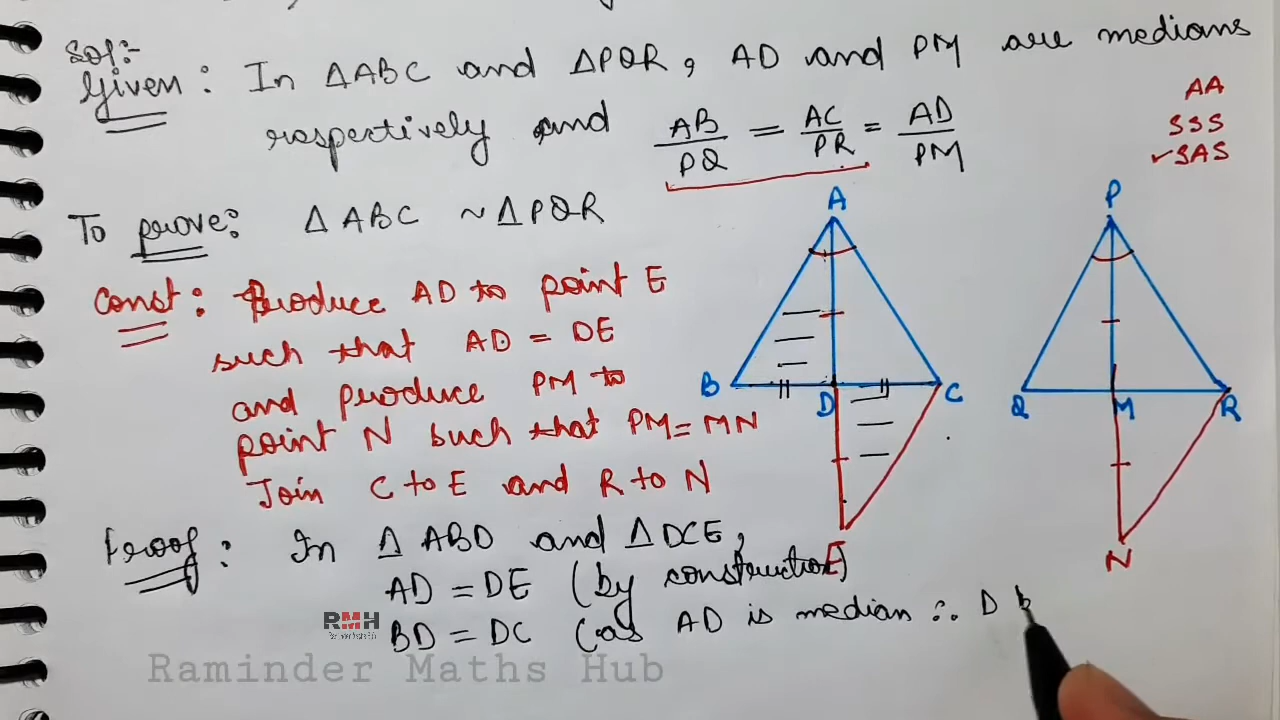 Sol:-
Given: In ΔABC and ΔPQR, AD and PM are medians
respectively and AB/PQ = AC/PR = AD/PM
AA
SSS
✓SAS
To prove: ΔABC ~ ΔPQR
Const: Produce AD to point E
such that AD = DE
and produce PM to
point N such that PM = MN
Join C to E and R to N
A
B
D
C
E
P
Q
M
R
N
Proof: In Δ ABD and ΔDCE,
AD = DE (by construction)
BD = DC (as AD is median ∴ D
RMH
Raminder Maths Hub